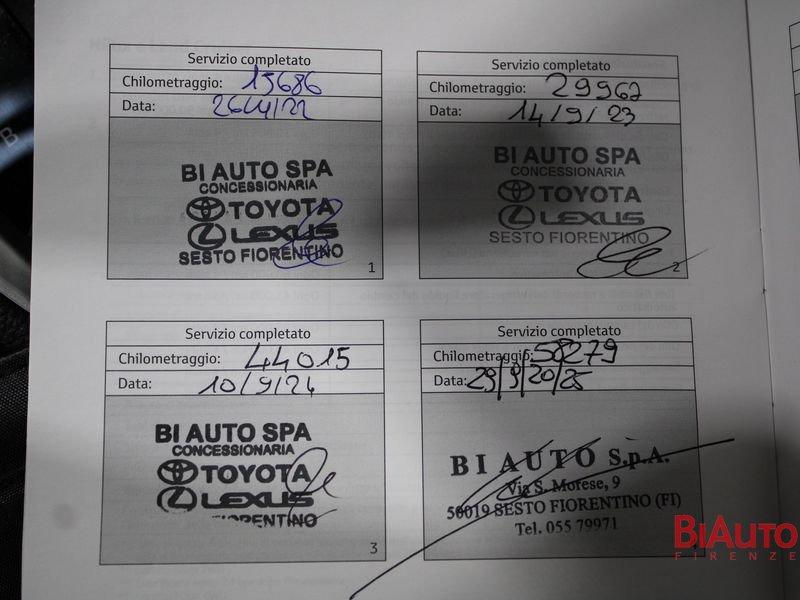 Servizio completato
Chilometraggio: 15686
Data: 26/4/22
BI AUTO SPA
CONCESSIONARIA
TOYOTA
LEXUS
SESTO FIORENTINO
1
Servizio completato
Chilometraggio: 29962
Data: 14/9/23
BI AUTO SPA
CONCESSIONARIA
TOYOTA
LEXUS
SESTO FIORENTINO
2
Servizio completato
Chilometraggio: 44015
Data: 10/9/24
BI AUTO SPA
CONCESSIONARIA
TOYOTA
LEXUS
FIORENTINO
3
Servizio completato
Chilometraggio: 58279
Data: 29/9/2025
BI AUTO S.p.A.
Via S. Morese, 9
50019 SESTO FIORENTINO (FI)
Tel. 055 79971
BIAUTO
FIRENZE
B